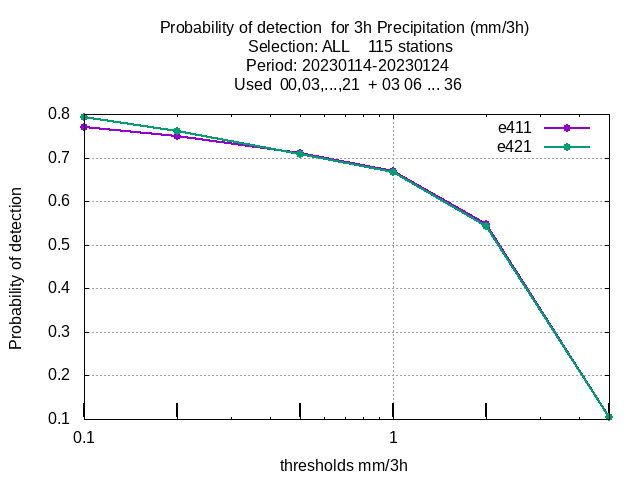 Probability of detection  for 3h Precipitation (mm/3h)
Selection: ALL    115 stations
Period: 20230114-20230124
Used  00,03,...,21  + 03 06 ... 36
e411
e421
0.8
0.7
0.6
0.5
0.4
0.3
0.2
0.1
Probability of detection
0.1
1
thresholds mm/3h